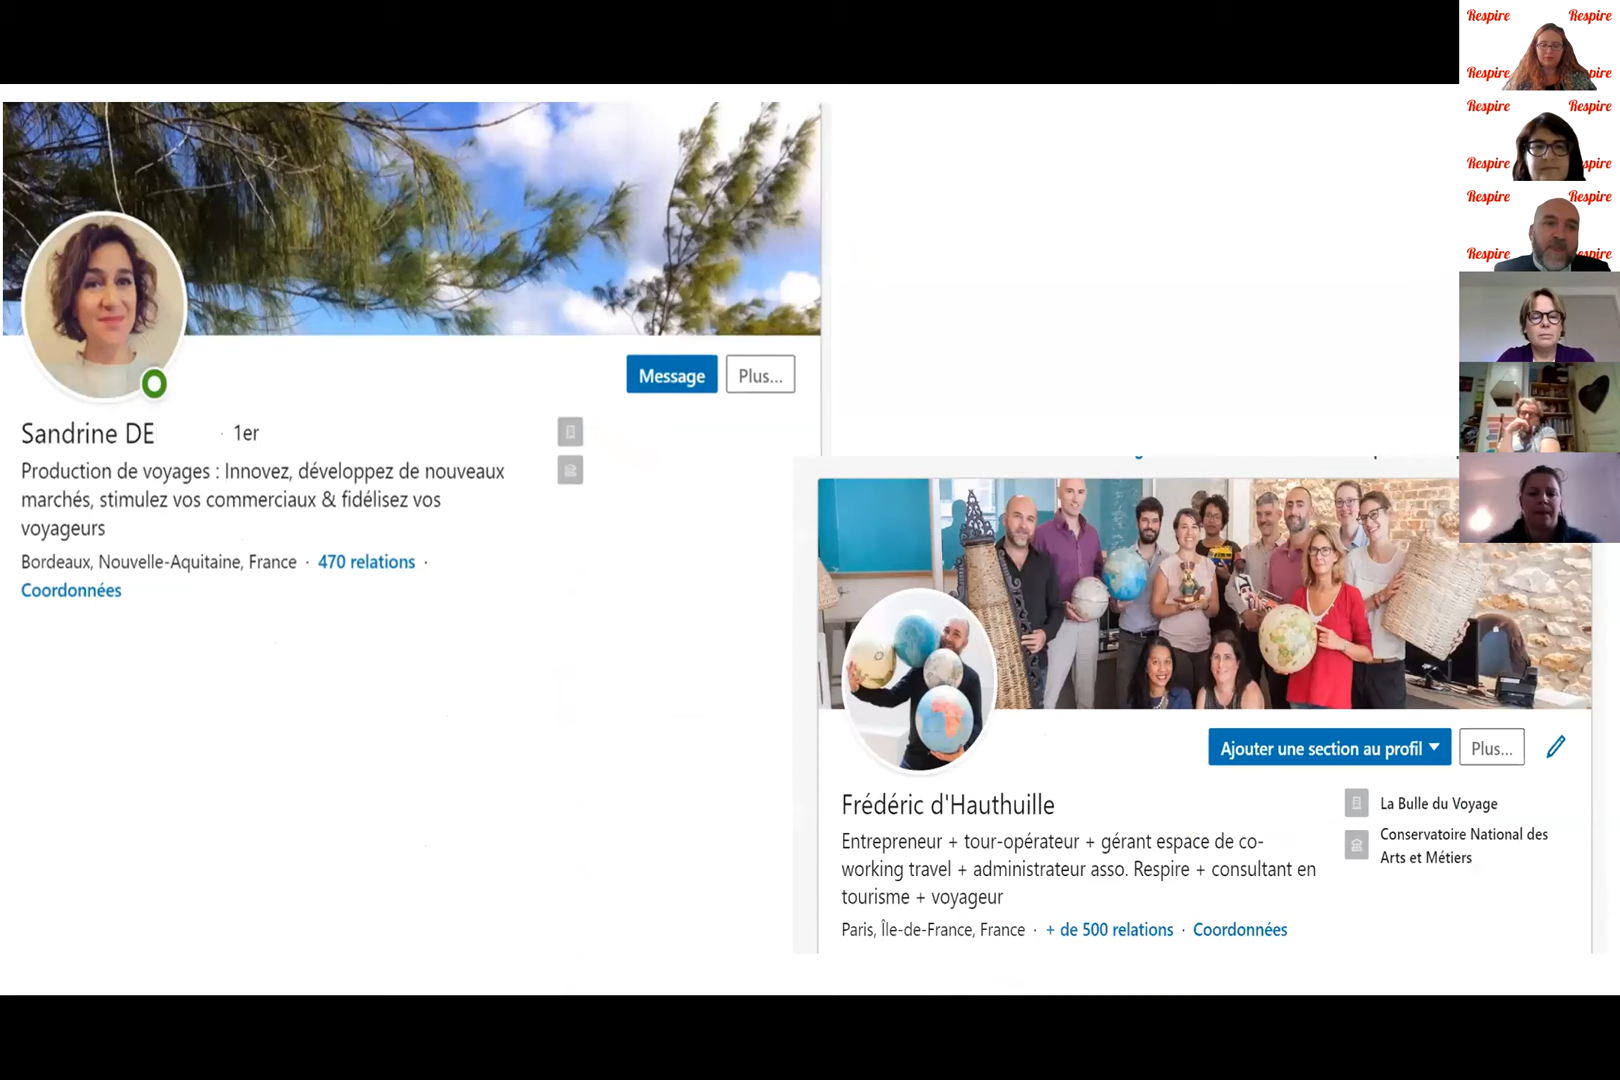 Respire Respire
Respire
Respire Respire
Respire
Respire Respire
Respire
Message
Plus...
Sandrine DE · 1er
Production de voyages : Innovez, développez de nouveaux
marchés, stimulez vos commerciaux & fidélisez vos
voyageurs
Bordeaux, Nouvelle-Aquitaine, France · 470 relations ·
Coordonnées
Ajouter une section au profil
Plus...
Frédéric d'Hauthuille
Entrepreneur + tour-opérateur + gérant espace de co-
working travel + administrateur asso. Respire + consultant en
tourisme + voyageur
Paris, Île-de-France, France · + de 500 relations · Coordonnées
La Bulle du Voyage
Conservatoire National des
Arts et Métiers